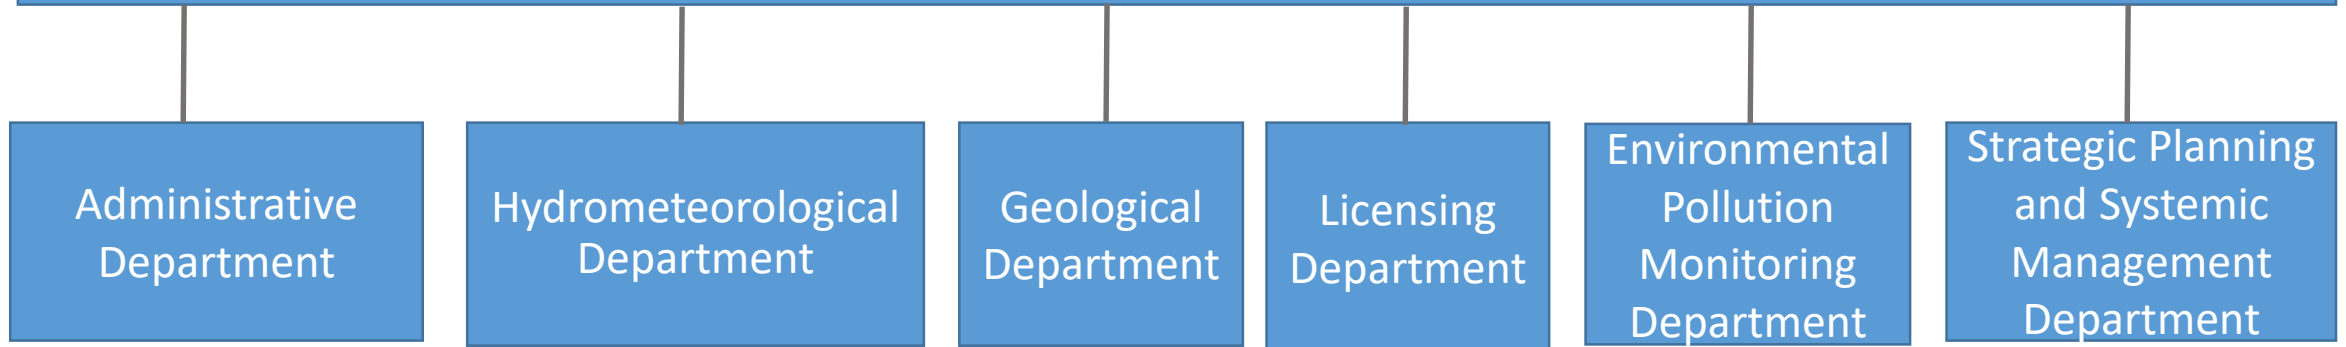 Administrative
Department
Hydrometeorological
Department
Geological
Department
Licensing
Department
Environmental
Pollution
Monitoring
Department
Strategic Planning
and Systemic
Management
Department